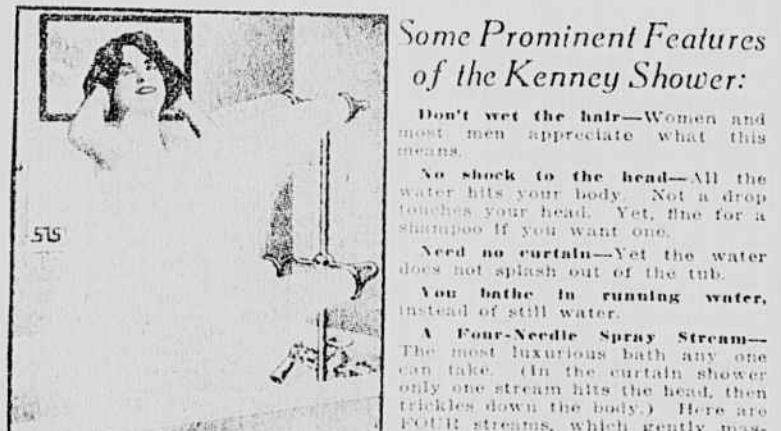 Some Prominent Features
of the Kenney Shower:
Don't wet the hair—Women and
most men appreciate what this
means.
No shock to the head—All the
water hits your body. Not a drop
touches your head. Yet, fine for a
shampoo if you want one.
Need no curtain—Yet the water
does not splash out of the tub.
You bathe in running water,
instead of still water.
A Four-Needle Spray Stream—
The most luxurious bath any one
can take. (In the curtain shower
only one stream hits the head, then
trickles down the body.) Here are
FOUR streams, which gently mas-